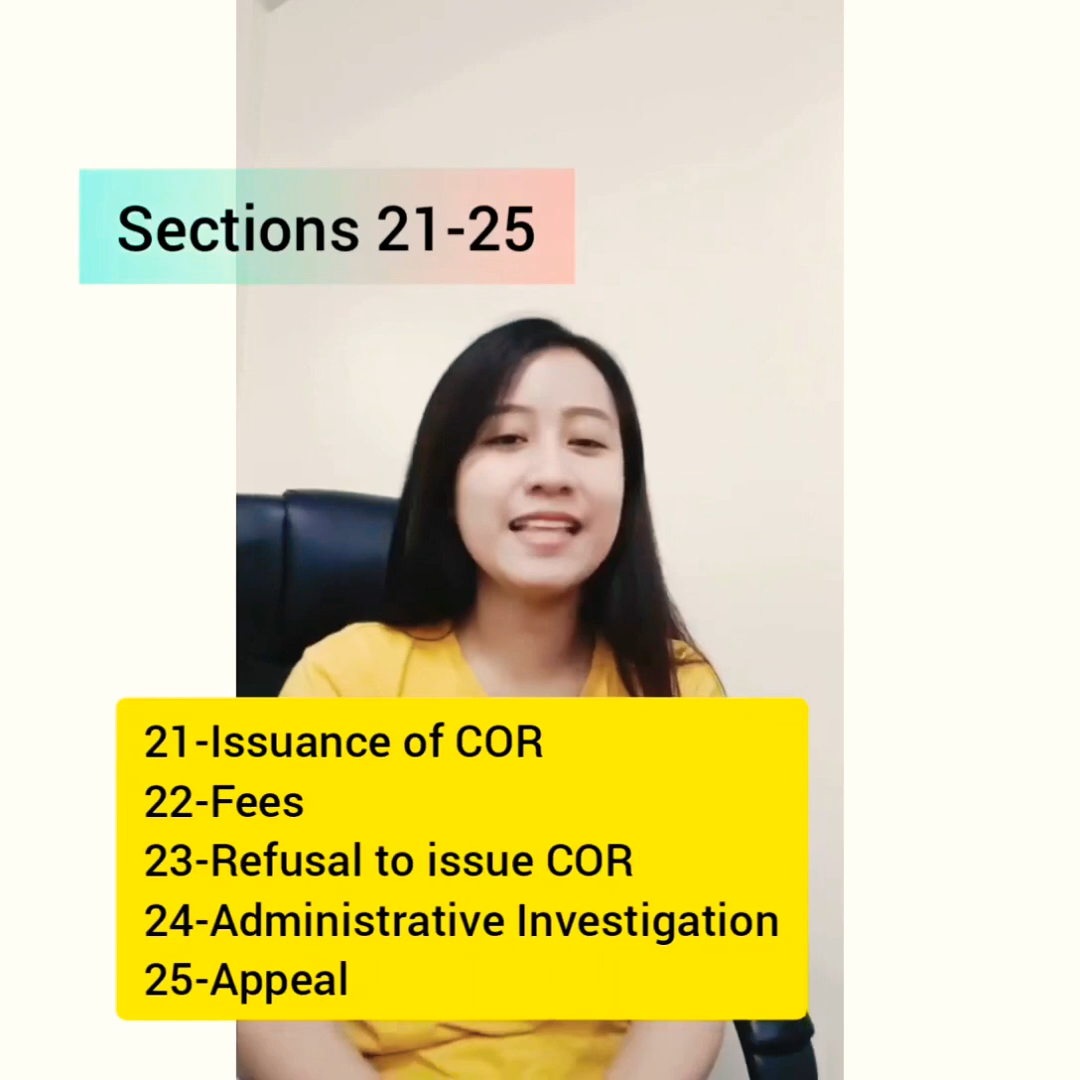 Sections 21-25
21-Issuance of COR
22-Fees
23-Refusal to issue COR
24-Administrative Investigation
25-Appeal